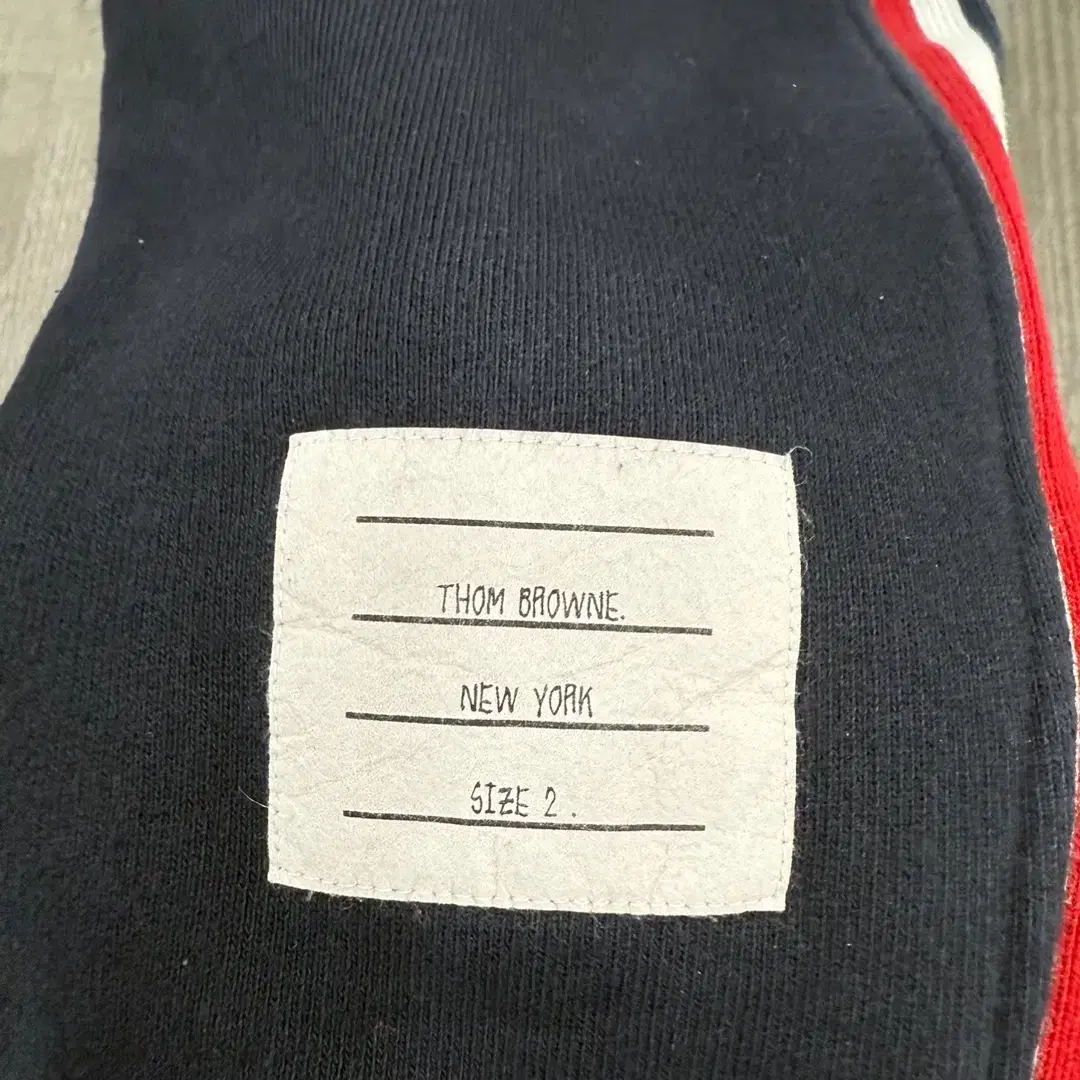 THOM BROWNE.
NEW YORK
SIZE 2 .